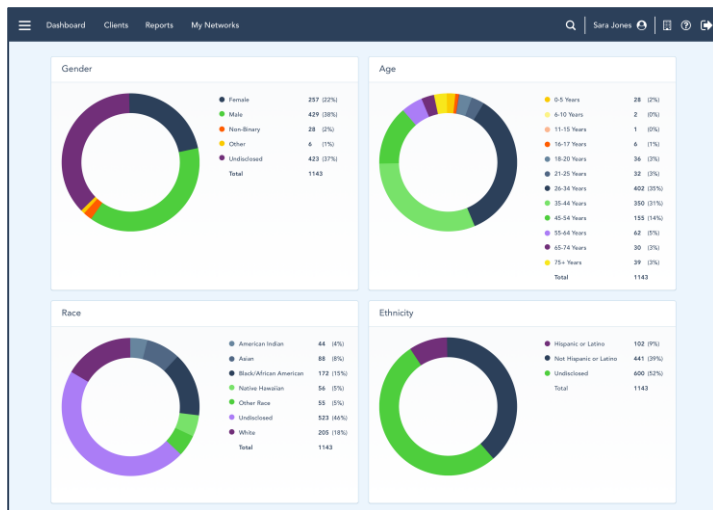 Dashboard Clients Reports My Networks Sara Jones
Gender
Female 257 (22%)
Male 429 (38%)
Non-Binary 28 (2%)
Other 6 (1%)
Undisclosed 423 (37%)
Total 1143
Age
0-5 Years 28 (2%)
6-10 Years 2 (0%)
11-15 Years 1 (0%)
16-17 Years 6 (1%)
18-20 Years 36 (3%)
21-25 Years 32 (3%)
26-34 Years 402 (35%)
35-44 Years 350 (31%)
45-54 Years 155 (14%)
55-64 Years 62 (5%)
65-74 Years 30 (3%)
75+ Years 39 (3%)
Total 1143
Race
American Indian 44 (4%)
Asian 88 (8%)
Black/African American 172 (15%)
Native Hawaiian 56 (5%)
Other Race 55 (5%)
Undisclosed 523 (46%)
White 205 (18%)
Total 1143
Ethnicity
Hispanic or Latino 102 (9%)
Not Hispanic or Latino 441 (39%)
Undisclosed 600 (52%)
Total 1143